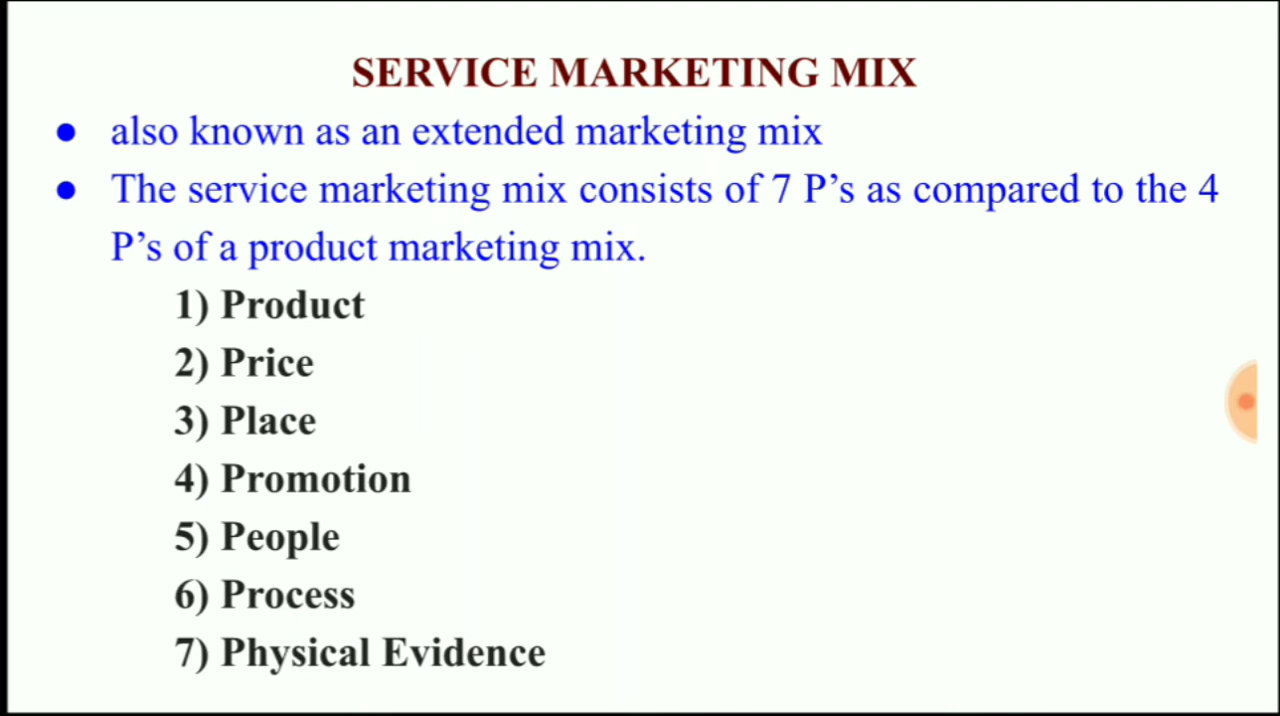 SERVICE MARKETING MIX
● also known as an extended marketing mix
● The service marketing mix consists of 7 P’s as compared to the 4
P’s of a product marketing mix.
1) Product
2) Price
3) Place
4) Promotion
5) People
6) Process
7) Physical Evidence